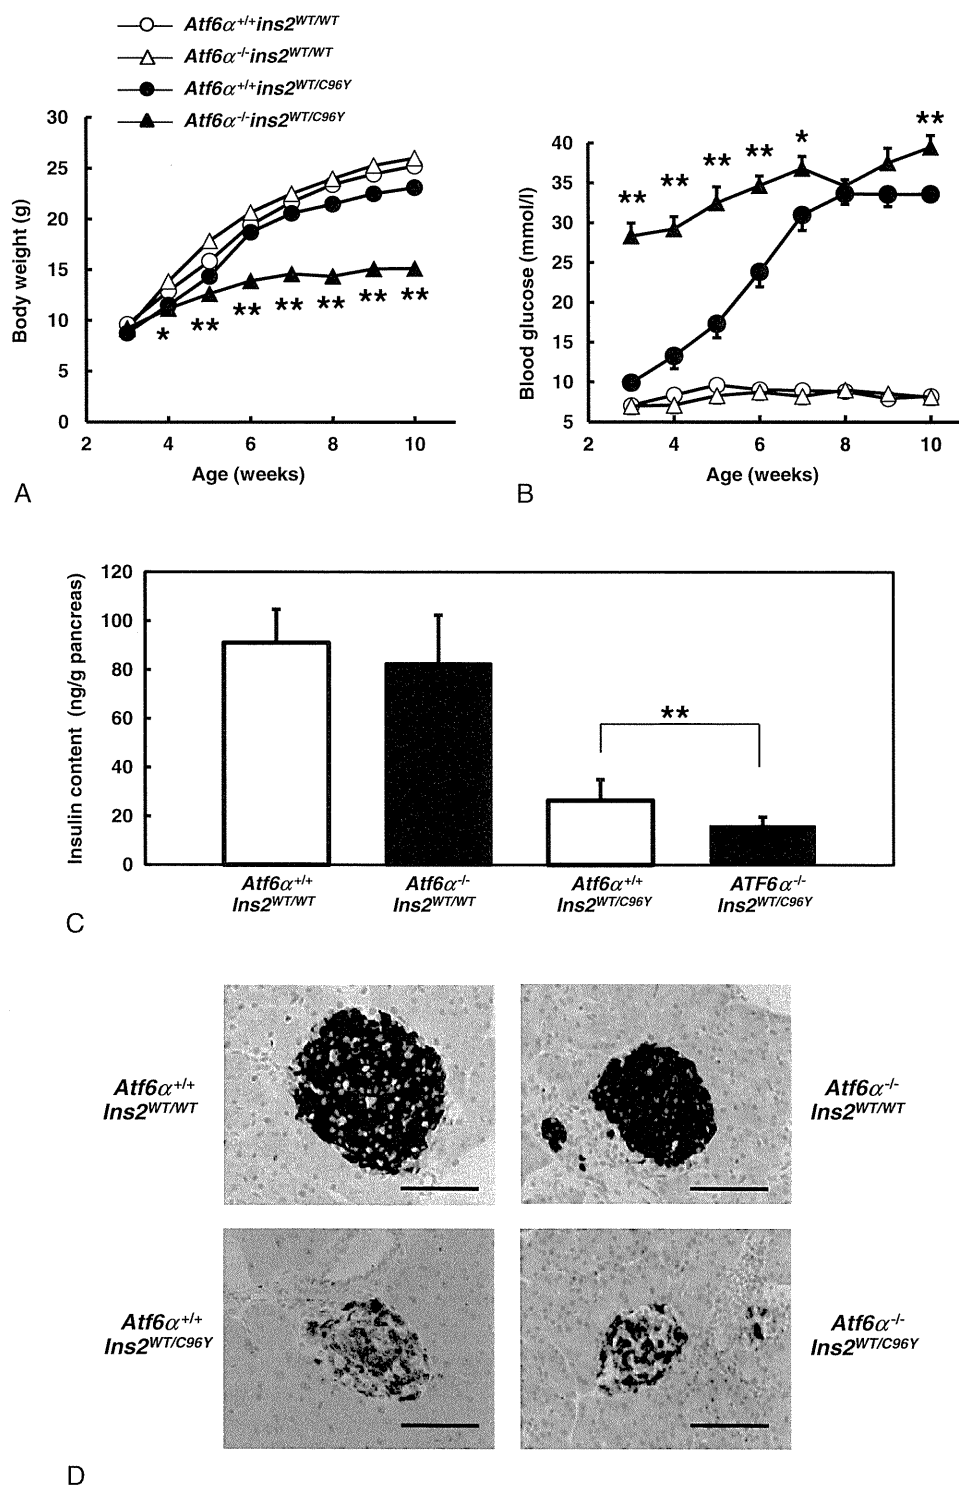 Atf6α+/+ins2WT/WT
Atf6α-/-ins2WT/WT
Atf6α+/+ins2WT/C96Y
Atf6α-/-ins2WT/C96Y
30
25
20
15
10
5
0
Body weight (g)
* ** ** ** ** ** **
2 4 6 8 10
Age (weeks)
A
40
35
30
25
20
15
10
5
Blood glucose (mmol/l)
** ** ** ** * **
2 4 6 8 10
Age (weeks)
B
120
100
80
60
40
20
0
Insulin content (ng/g pancreas)
**
Atf6α+/+
Ins2WT/WT
Atf6α-/-
Ins2WT/WT
Atf6α+/+
Ins2WT/C96Y
ATF6α-/-
Ins2WT/C96Y
C
Atf6α+/+
Ins2WT/WT
Atf6α-/-
Ins2WT/WT
Atf6α+/+
Ins2WT/C96Y
Atf6α-/-
Ins2WT/C96Y
D